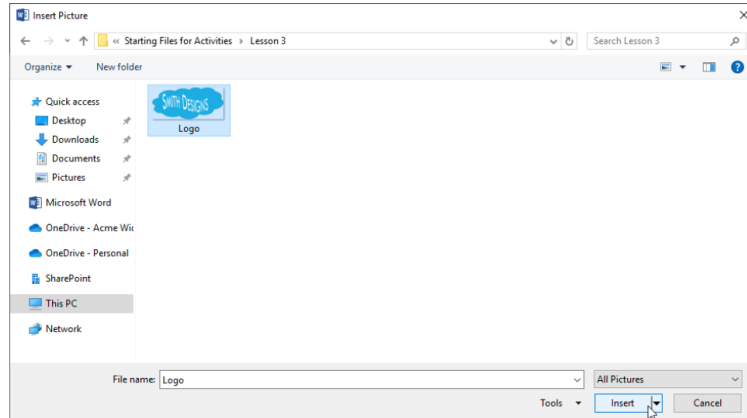 Insert Picture
« Starting Files for Activities > Lesson 3
Search Lesson 3
Organize
New folder
Quick access
Desktop
Downloads
Documents
Pictures
Microsoft Word
OneDrive - Acme Wic
OneDrive - Personal
SharePoint
This PC
Network
SMITH DESIGNS
Logo
File name: Logo
All Pictures
Tools
Insert
Cancel